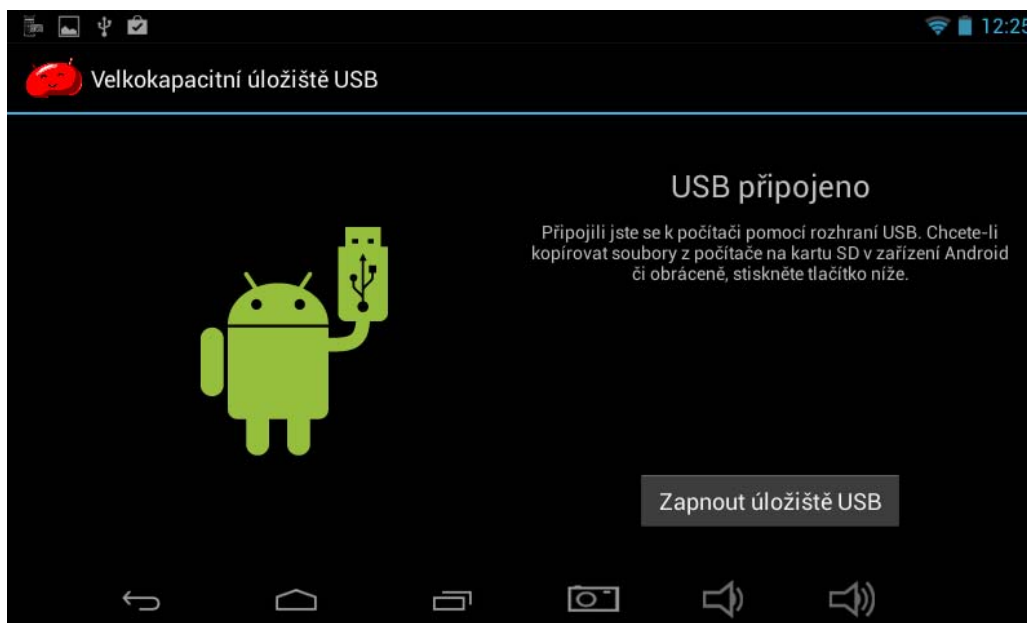 12:25
Velkokapacitní úložiště USB
USB připojeno
Připojili jste se k počítači pomocí rozhraní USB. Chcete-li
kopírovat soubory z počítače na kartu SD v zařízení Android
či obráceně, stiskněte tlačítko níže.
Zapnout úložiště USB